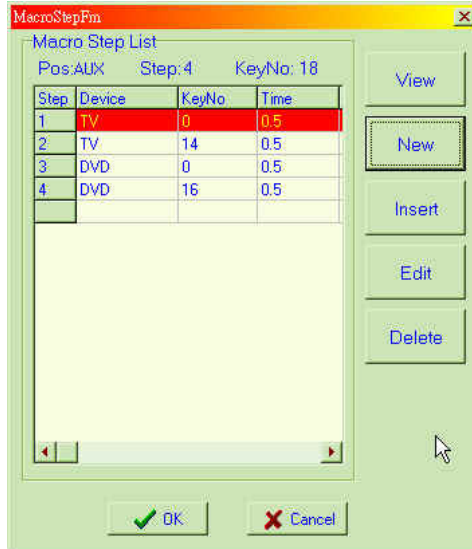 MacroStepFm
Macro Step List
Pos:AUX Step:4 KeyNo: 18
Step Device KeyNo Time
1 TV 0 0.5
2 TV 14 0.5
3 DVD 0 0.5
4 DVD 16 0.5
View
New
Insert
Edit
Delete
OK Cancel